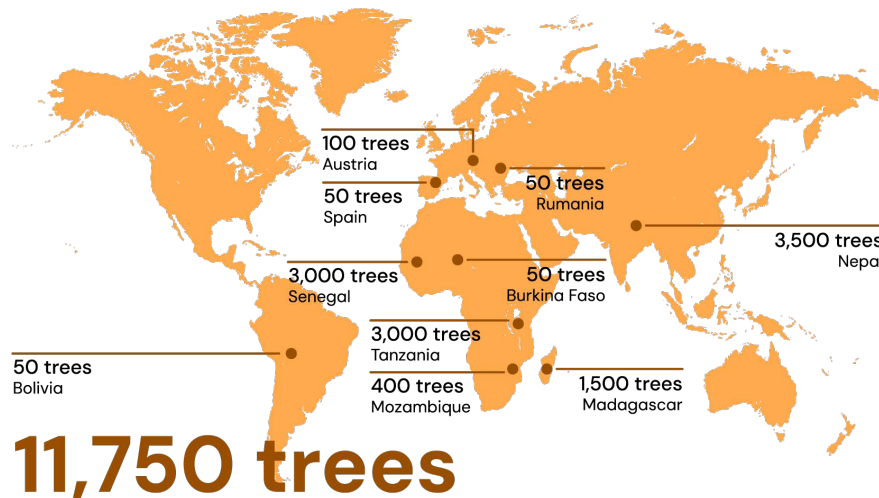 100 trees
Austria
50 trees
Spain
50 trees
Rumania
3,500 trees
Nepa
3,000 trees
Senegal
50 trees
Burkina Faso
3,000 trees
Tanzania
50 trees
Bolivia
400 trees
Mozambique
1,500 trees
Madagascar
11,750 trees